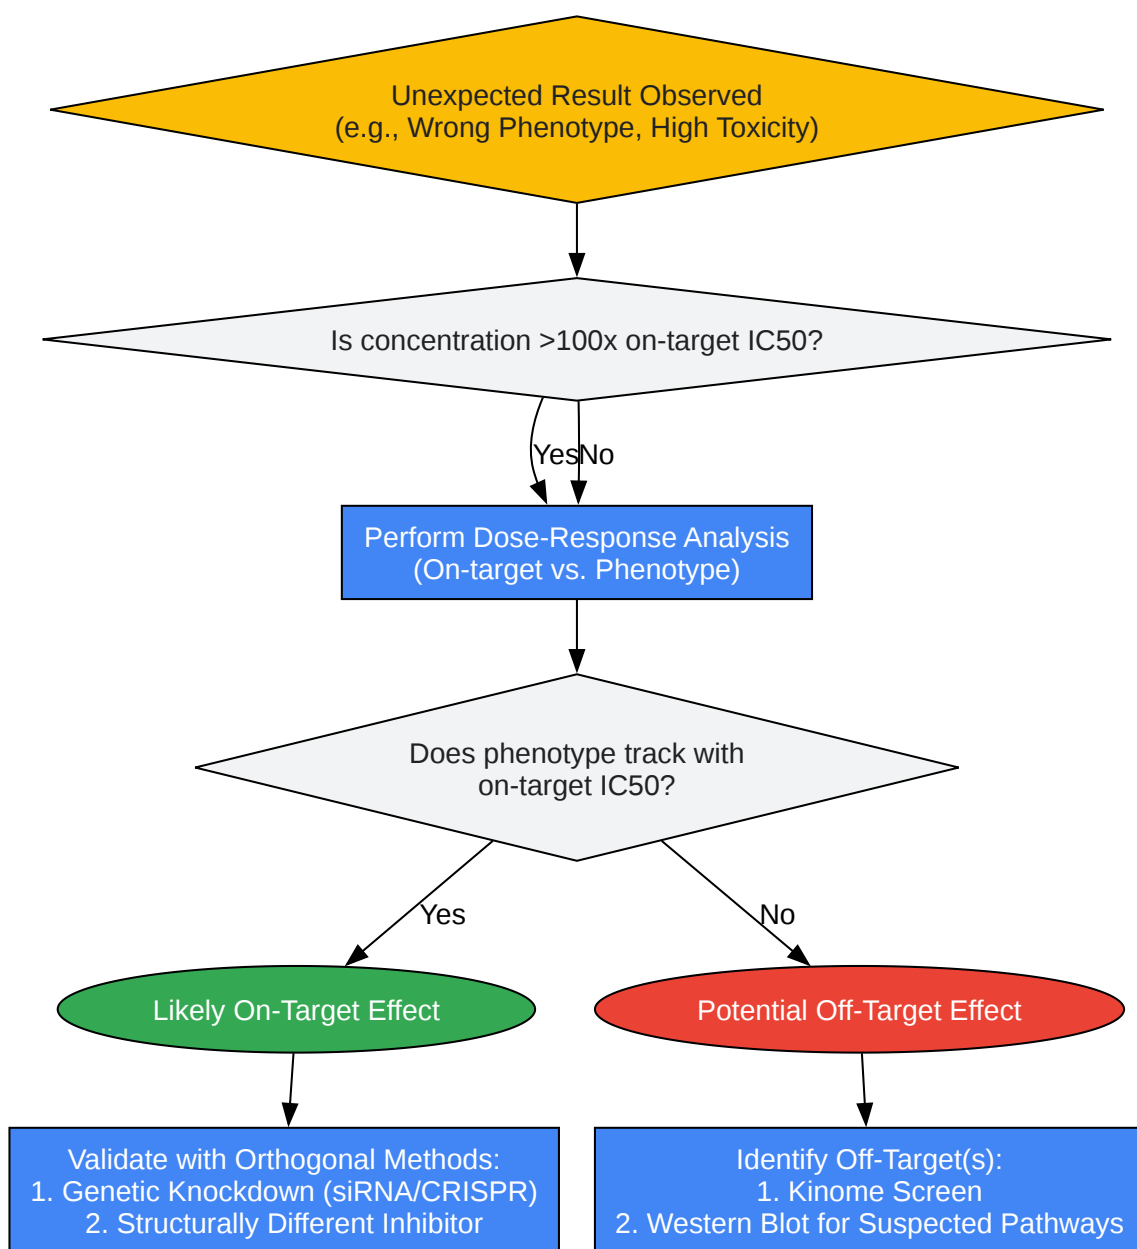 Unexpected Result Observed
(e.g., Wrong Phenotype, High Toxicity)
Is concentration >100x on-target IC50?
Yes
No
Perform Dose-Response Analysis
(On-target vs. Phenotype)
Does phenotype track with
on-target IC50?
Yes
No
Likely On-Target Effect
Potential Off-Target Effect
Validate with Orthogonal Methods:
1. Genetic Knockdown (siRNA/CRISPR)
2. Structurally Different Inhibitor
Identify Off-Target(s):
1. Kinome Screen
2. Western Blot for Suspected Pathways